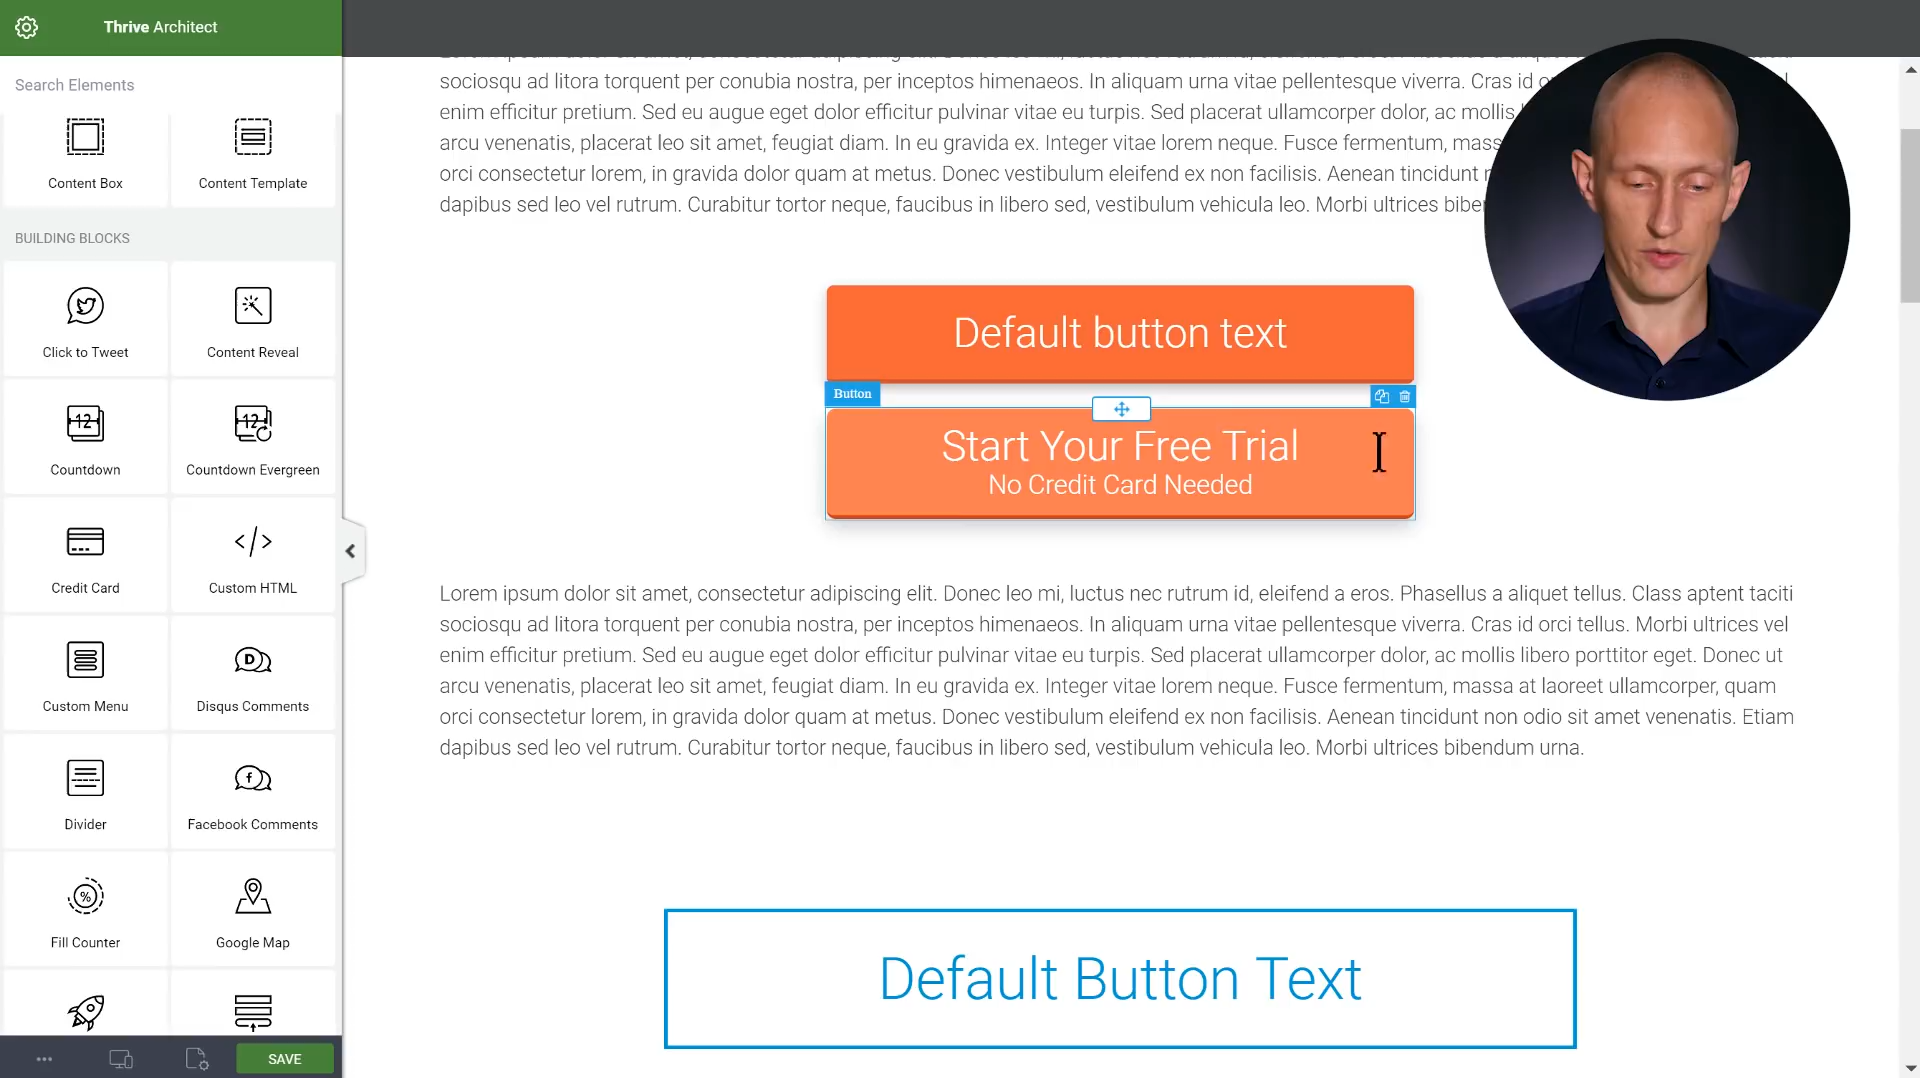 Thrive Architect
Search Elements
Content Box
Content Template
BUILDING BLOCKS
Click to Tweet
Content Reveal
12
Countdown
12
Countdown Evergreen
Credit Card
</>
Custom HTML
Custom Menu
D
Disqus Comments
Divider
f
Facebook Comments
%
Fill Counter
Google Map
SAVE
sociosqu ad litora torquent per conubia nostra, per inceptos himenaeos. In aliquam urna vitae pellentesque viverra. Cras id
enim efficitur pretium. Sed eu augue eget dolor efficitur pulvinar vitae eu turpis. Sed placerat ullamcorper dolor, ac mollis
arcu venenatis, placerat leo sit amet, feugiat diam. In eu gravida ex. Integer vitae lorem neque. Fusce fermentum,
orci consectetur lorem, in gravida dolor quam at metus. Donec vestibulum eleifend ex non facilisis. Aenean tincidunt
dapibus sed leo vel rutrum. Curabitur tortor neque, faucibus in libero sed, vestibulum vehicula leo. Morbi ultrices
Default button text
Button
Start Your Free Trial
No Credit Card Needed
Lorem ipsum dolor sit amet, consectetur adipiscing elit. Donec leo mi, luctus nec rutrum id, eleifend a eros. Phasellus a aliquet tellus. Class aptent taciti
sociosqu ad litora torquent per conubia nostra, per inceptos himenaeos. In aliquam urna vitae pellentesque viverra. Cras id orci tellus. Morbi ultrices vel
enim efficitur pretium. Sed eu augue eget dolor efficitur pulvinar vitae eu turpis. Sed placerat ullamcorper dolor, ac mollis libero porttitor eget. Donec ut
arcu venenatis, placerat leo sit amet, feugiat diam. In eu gravida ex. Integer vitae lorem neque. Fusce fermentum, massa at laoreet ullamcorper, quam
orci consectetur lorem, in gravida dolor quam at metus. Donec vestibulum eleifend ex non facilisis. Aenean tincidunt non odio sit amet venenatis. Etiam
dapibus sed leo vel rutrum. Curabitur tortor neque, faucibus in libero sed, vestibulum vehicula leo. Morbi ultrices bibendum urna.
Default Button Text